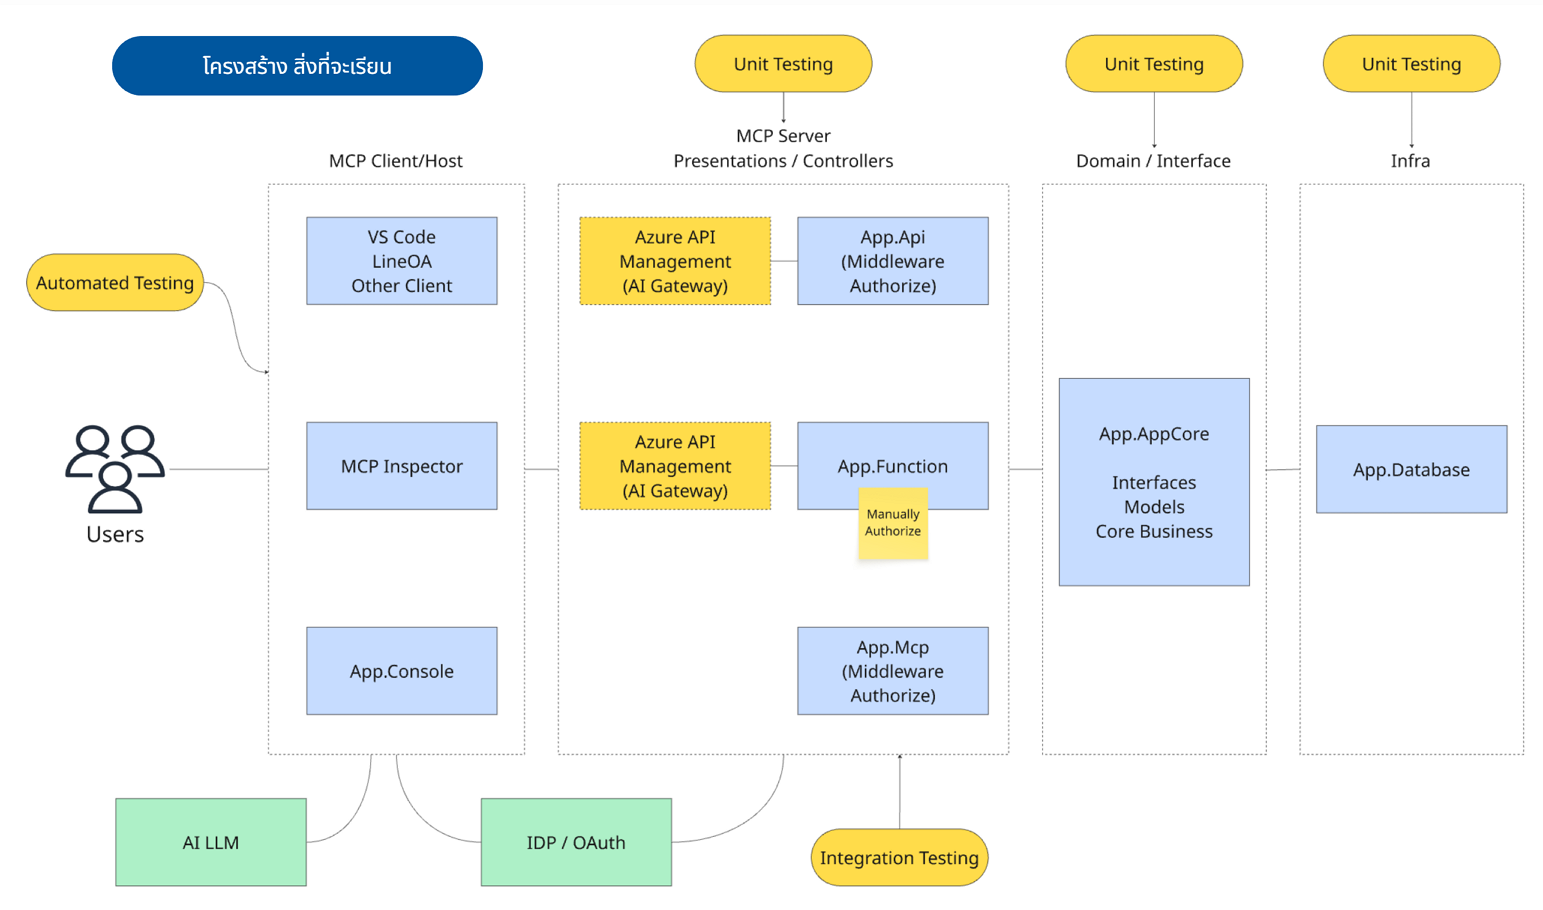 โครงสร้าง สิ่งที่จะเรียน
Unit Testing
Unit Testing
Unit Testing
MCP Client/Host
MCP Server
Presentations / Controllers
Domain / Interface
Infra
Automated Testing
VS Code
LineOA
Other Client
Azure API
Management
(AI Gateway)
App.Api
(Middleware
Authorize)
Users
MCP Inspector
Azure API
Management
(AI Gateway)
App.Function
Manually
Authorize
App.AppCore
Interfaces
Models
Core Business
App.Database
App.Console
App.Mcp
(Middleware
Authorize)
AI LLM
IDP / OAuth
Integration Testing